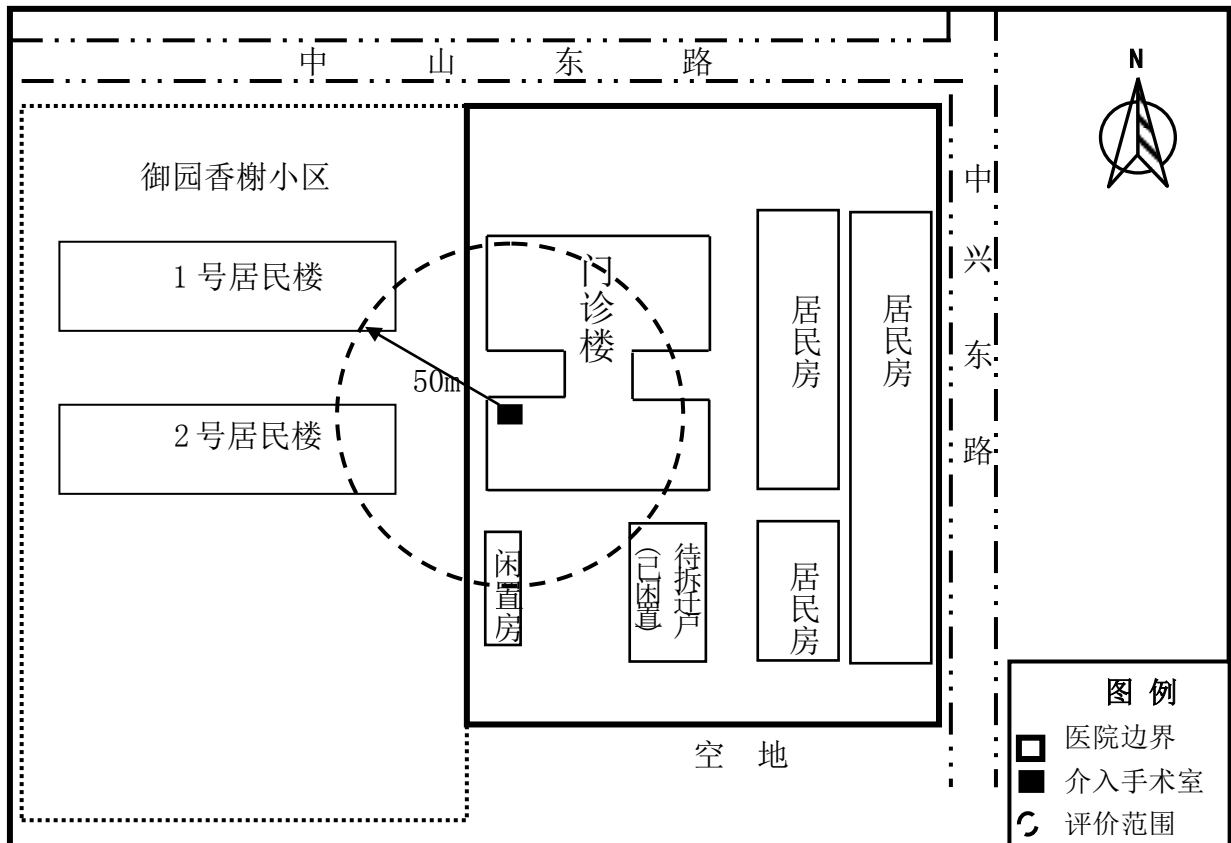 中山东路
N
御园香榭小区
中兴东路
1号居民楼
门诊楼
居民房
居民房
50m
2号居民楼
闲置房
待拆迁户
(已闲置)
居民房
空地
图例
医院边界
介入手术室
评价范围